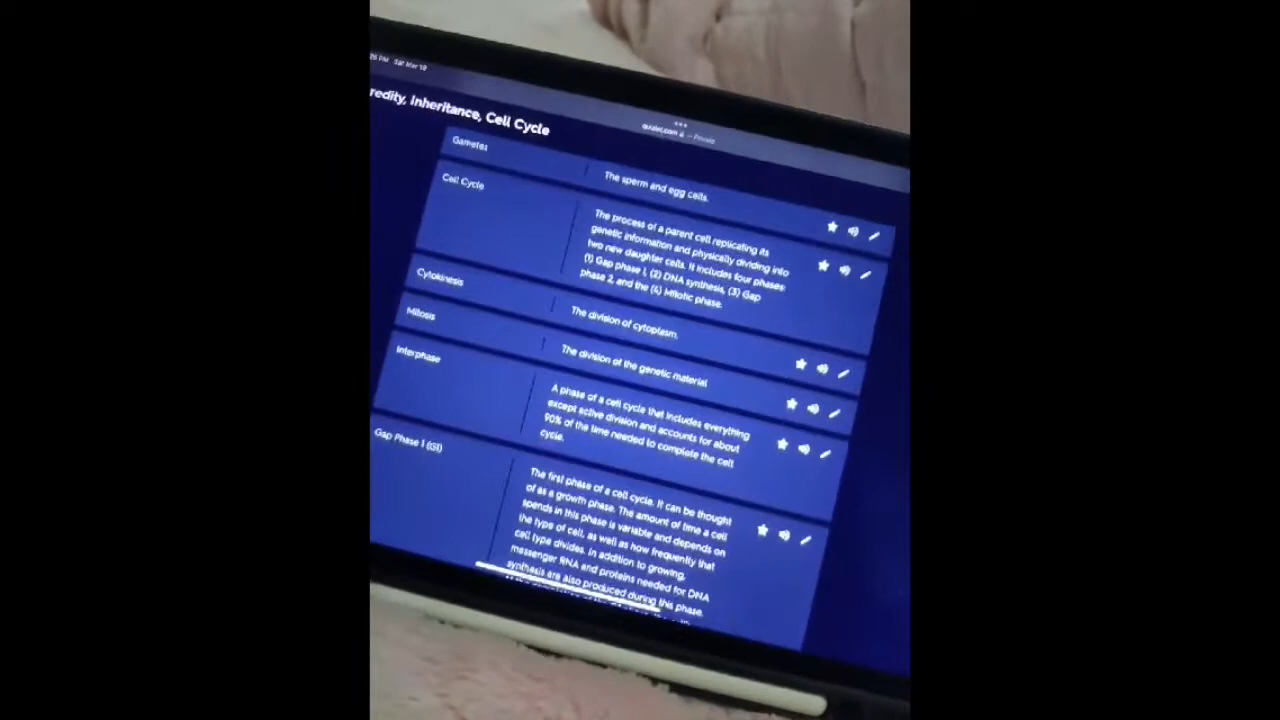 PM Sat Mar 18
quizlet.com — Private
redity, Inheritance, Cell Cycle
Gametes
The sperm and egg cells.
Cell Cycle
The process of a parent cell replicating its
genetic information and physically dividing into
two new daughter cells. It includes four phases:
(1) Gap phase 1, (2) DNA synthesis, (3) Gap
phase 2, and the (4) Mitotic phase.
Cytokinesis
The division of cytoplasm.
Mitosis
The division of the genetic material
Interphase
A phase of a cell cycle that includes everything
except active division and accounts for about
90% of the time needed to complete the cell
cycle.
Gap Phase 1 (G1)
The first phase of a cell cycle. It can be thought
of as a growth phase. The amount of time a cell
spends in this phase is variable and depends on
the type of cell, as well as how frequently that
cell type divides. In addition to growing,
messenger RNA and proteins needed for DNA
synthesis are also produced during this phase.